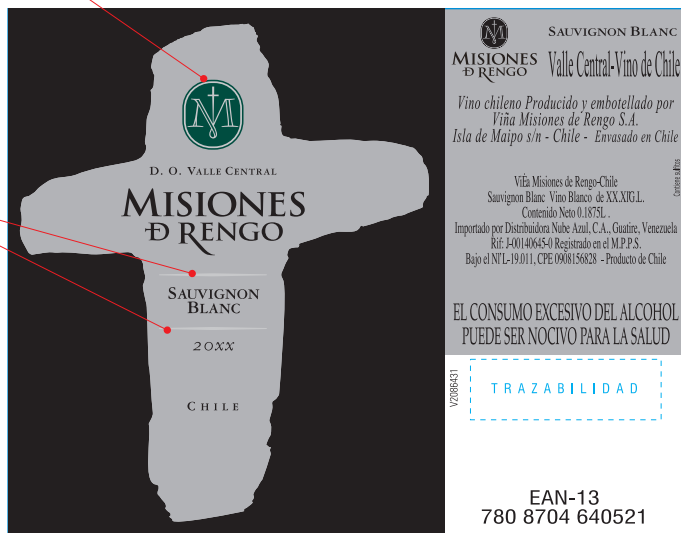 M
D. O. VALLE CENTRAL
MISIONES
D RENGO
SAUVIGNON
BLANC
20XX
CHILE
M
MISIONES
D RENGO
SAUVIGNON BLANC
Valle Central-Vino de Chile
Vino chileno Producido y embotellado por
Viña Misiones de Rengo S.A.
Isla de Maipo s/n - Chile - Envasado en Chile
Contiene sulfitos
ViÈa Misiones de Rengo-Chile
Sauvignon Blanc Vino Blanco de XX.XIG.L.
Contenido Neto 0.1875L .
Importado por Distribuidora Nube Azul, C.A., Guatire, Venezuela
Rif: J-00140645-0 Registrado en el M.P.P.S.
Bajo el NI'L-19.011, CPE 0908156828 - Producto de Chile
EL CONSUMO EXCESIVO DEL ALCOHOL
PUEDE SER NOCIVO PARA LA SALUD
V2086431
TRAZABILIDAD
EAN-13
780 8704 640521